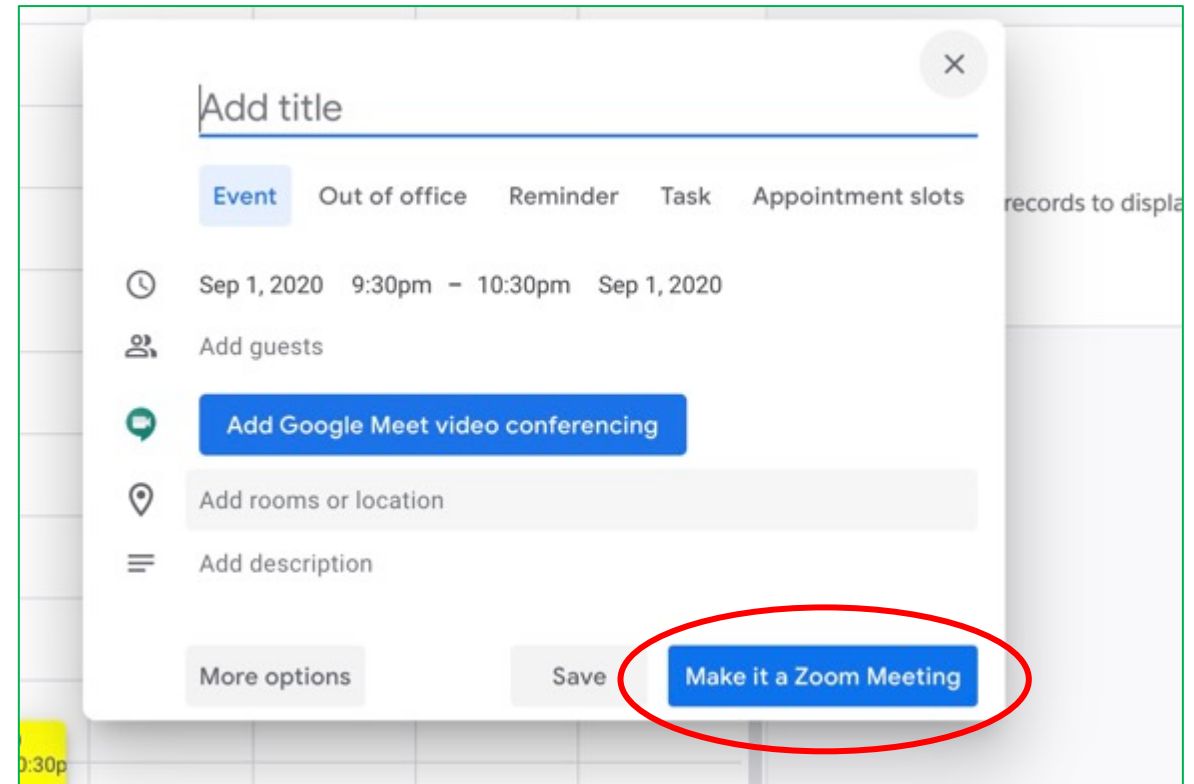 Add title
Event Out of office Reminder Task Appointment slots
records to displa
Sep 1, 2020 9:30pm – 10:30pm Sep 1, 2020
Add guests
Add Google Meet video conferencing
Add rooms or location
Add description
More options Save Make it a Zoom Meeting
0:30p